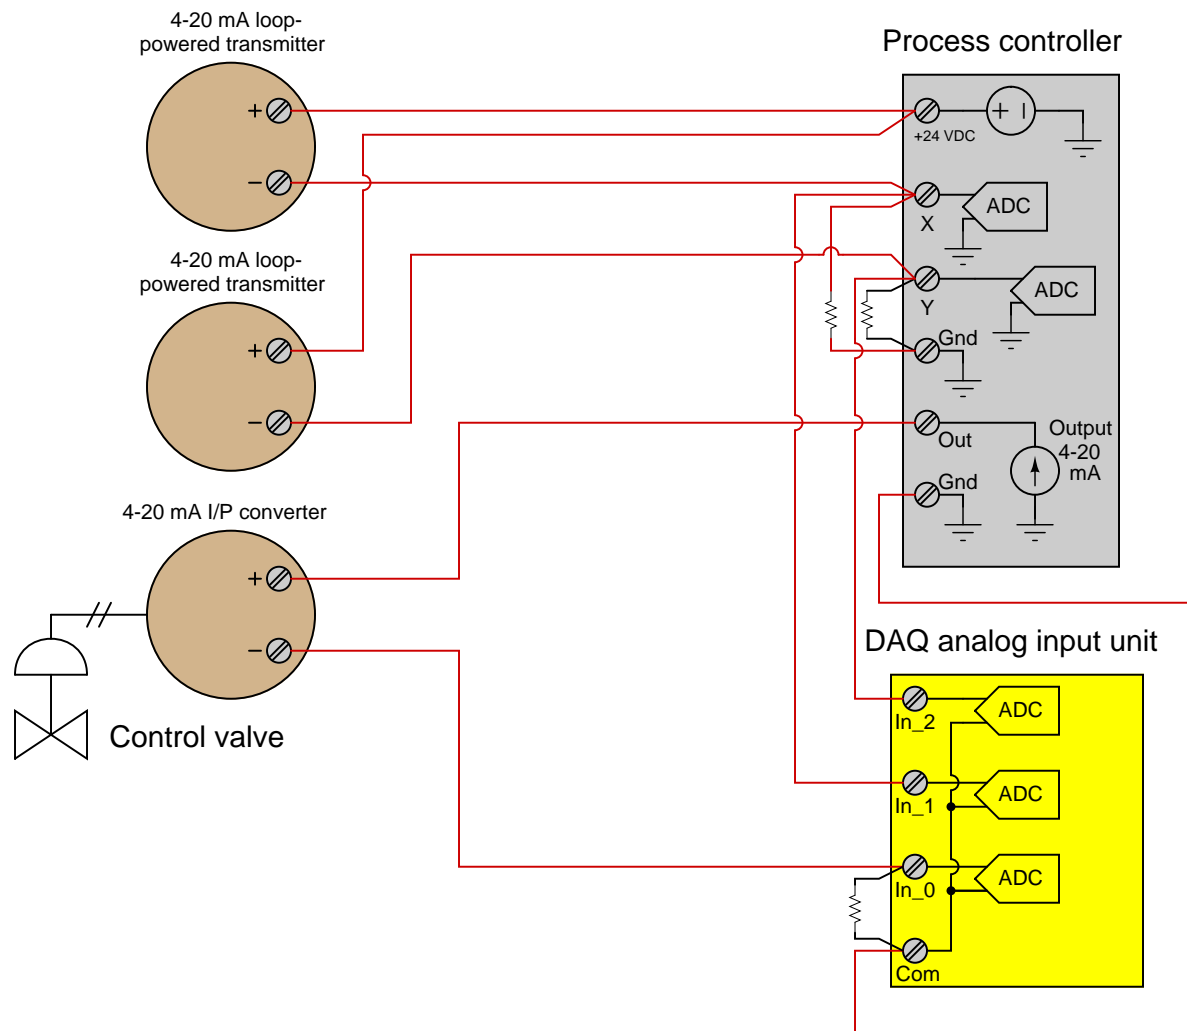 4-20 mA loop-
powered transmitter
+
−
4-20 mA loop-
powered transmitter
+
−
4-20 mA I/P converter
+
−
Control valve
Process controller
+24 VDC
+ −
X
ADC
Y
ADC
Gnd
Out
Output
4-20
mA
Gnd
DAQ analog input unit
In_2
ADC
In_1
ADC
In_0
ADC
Com